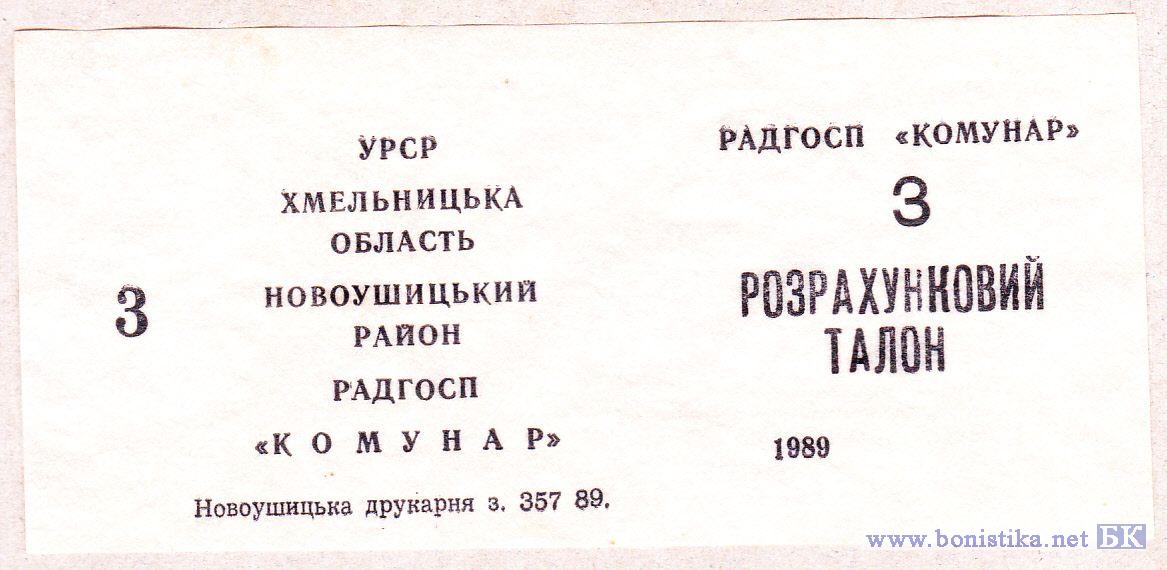 3
УРСР
ХМЕЛЬНИЦЬКА
ОБЛАСТЬ
НОВОУШИЦЬКИЙ
РАЙОН
РАДГОСП
«КОМУНАР»
Новоушицька друкарня з. 357 89.
РАДГОСП «КОМУНАР»
3
РОЗРАХУНКОВИЙ
ТАЛОН
1989
www.bonistika.net БК